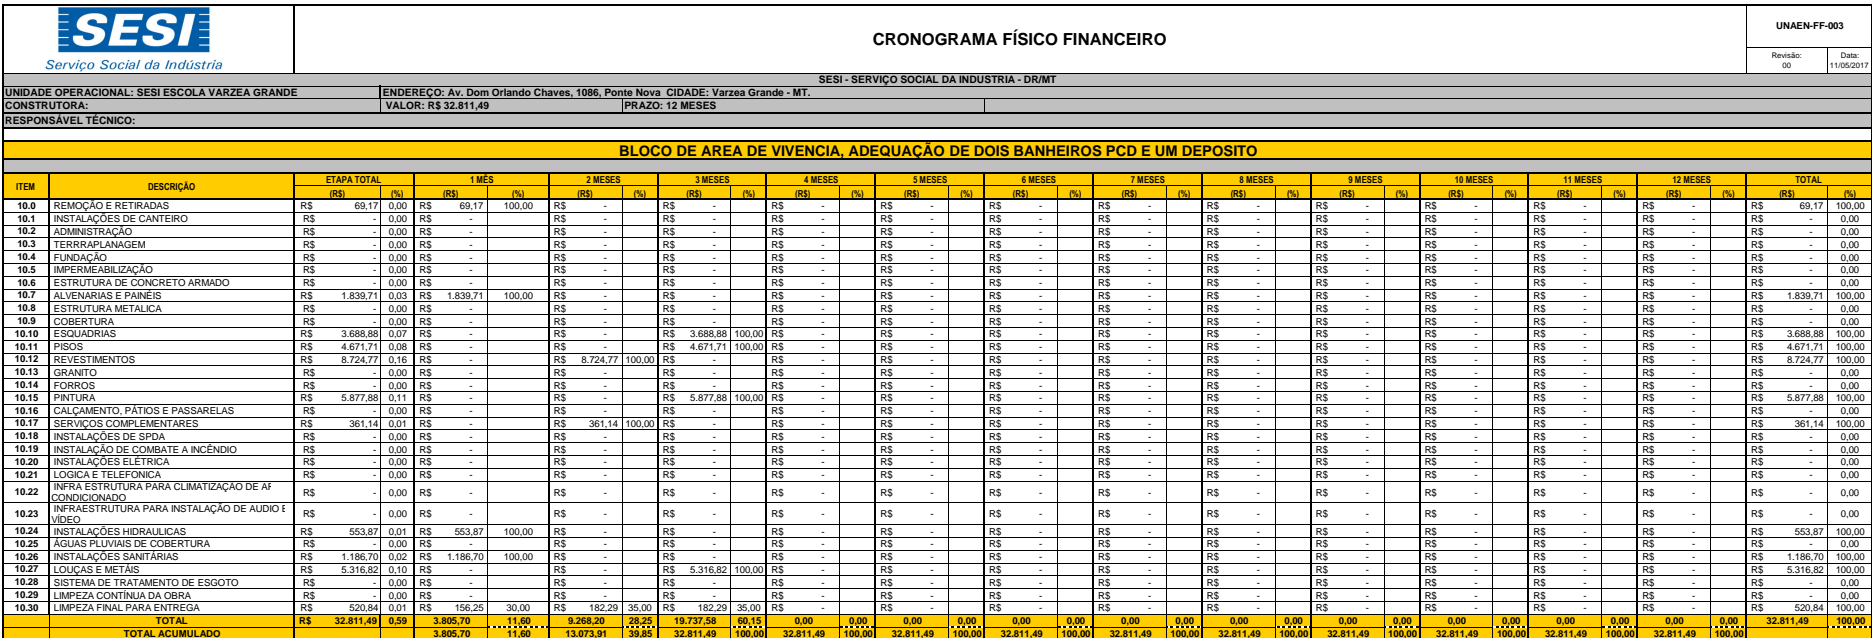 SESI
Serviço Social da Indústria
CRONOGRAMA FÍSICO FINANCEIRO
UNAEN-FF-003
Revisão: 00 Data: 11/05/2017
SESI - SERVIÇO SOCIAL DA INDUSTRIA - DR/MT
UNIDADE OPERACIONAL: SESI ESCOLA VARZEA GRANDE ENDEREÇO: Av. Dom Orlando Chaves, 1086, Ponte Nova CIDADE: Varzea Grande - MT.
CONSTRUTORA: VALOR: R$ 32.811,49 PRAZO: 12 MESES
RESPONSÁVEL TÉCNICO:
BLOCO DE AREA DE VIVENCIA, ADEQUAÇÃO DE DOIS BANHEIROS PCD E UM DEPOSITO
ITEM DESCRIÇÃO ETAPA TOTAL 1 MÊS 2 MESES 3 MESES 4 MESES 5 MESES 6 MESES 7 MESES 8 MESES 9 MESES 10 MESES 11 MESES 12 MESES TOTAL
(R$) (%) (R$) (%) (R$) (%) (R$) (%) (R$) (%) (R$) (%) (R$) (%) (R$) (%) (R$) (%) (R$) (%) (R$) (%) (R$) (%) (R$) (%) (R$) (%)
10.0 REMOÇÃO E RETIRADAS R$ 69,17 0,00 R$ 69,17 100,00 R$ - R$ - R$ - R$ - R$ - R$ - R$ - R$ - R$ - R$ - R$ - R$ 69,17 100,00
10.1 INSTALAÇÕES DE CANTEIRO R$ - 0,00 R$ - R$ - R$ - R$ - R$ - R$ - R$ - R$ - R$ - R$ - R$ - R$ - R$ - 0,00
10.2 ADMINISTRAÇÃO R$ - 0,00 R$ - R$ - R$ - R$ - R$ - R$ - R$ - R$ - R$ - R$ - R$ - R$ - R$ - 0,00
10.3 TERRRAPLANAGEM R$ - 0,00 R$ - R$ - R$ - R$ - R$ - R$ - R$ - R$ - R$ - R$ - R$ - R$ - R$ - 0,00
10.4 FUNDAÇÃO R$ - 0,00 R$ - R$ - R$ - R$ - R$ - R$ - R$ - R$ - R$ - R$ - R$ - R$ - R$ - 0,00
10.5 IMPERMEABILIZAÇÃO R$ - 0,00 R$ - R$ - R$ - R$ - R$ - R$ - R$ - R$ - R$ - R$ - R$ - R$ - R$ - 0,00
10.6 ESTRUTURA DE CONCRETO ARMADO R$ - 0,00 R$ - R$ - R$ - R$ - R$ - R$ - R$ - R$ - R$ - R$ - R$ - R$ - R$ - 0,00
10.7 ALVENARIAS E PAINÉIS R$ 1.839,71 0,03 R$ 1.839,71 100,00 R$ - R$ - R$ - R$ - R$ - R$ - R$ - R$ - R$ - R$ - R$ - R$ 1.839,71 100,00
10.8 ESTRUTURA METALICA R$ - 0,00 R$ - R$ - R$ - R$ - R$ - R$ - R$ - R$ - R$ - R$ - R$ - R$ - R$ - 0,00
10.9 COBERTURA R$ - 0,00 R$ - R$ - R$ - R$ - R$ - R$ - R$ - R$ - R$ - R$ - R$ - R$ - R$ - 0,00
10.10 ESQUADRIAS R$ 3.688,88 0,07 R$ - R$ - R$ 3.688,88 100,00 R$ - R$ - R$ - R$ - R$ - R$ - R$ - R$ - R$ - R$ 3.688,88 100,00
10.11 PISOS R$ 4.671,71 0,08 R$ - R$ - R$ 4.671,71 100,00 R$ - R$ - R$ - R$ - R$ - R$ - R$ - R$ - R$ - R$ 4.671,71 100,00
10.12 REVESTIMENTOS R$ 8.724,77 0,16 R$ - R$ 8.724,77 100,00 R$ - R$ - R$ - R$ - R$ - R$ - R$ - R$ - R$ - R$ - R$ 8.724,77 100,00
10.13 GRANITO R$ - 0,00 R$ - R$ - R$ - R$ - R$ - R$ - R$ - R$ - R$ - R$ - R$ - R$ - R$ - 0,00
10.14 FORROS R$ - 0,00 R$ - R$ - R$ - R$ - R$ - R$ - R$ - R$ - R$ - R$ - R$ - R$ - R$ - 0,00
10.15 PINTURA R$ 5.877,88 0,11 R$ - R$ - R$ 5.877,88 100,00 R$ - R$ - R$ - R$ - R$ - R$ - R$ - R$ - R$ - R$ 5.877,88 100,00
10.16 CALÇAMENTO, PÁTIOS E PASSARELAS R$ - 0,00 R$ - R$ - R$ - R$ - R$ - R$ - R$ - R$ - R$ - R$ - R$ - R$ - R$ - 0,00
10.17 SERVIÇOS COMPLEMENTARES R$ 361,14 0,01 R$ - R$ 361,14 100,00 R$ - R$ - R$ - R$ - R$ - R$ - R$ - R$ - R$ - R$ - R$ 361,14 100,00
10.18 INSTALAÇÕES DE SPDA R$ - 0,00 R$ - R$ - R$ - R$ - R$ - R$ - R$ - R$ - R$ - R$ - R$ - R$ - R$ - 0,00
10.19 INSTALAÇÃO DE COMBATE A INCÊNDIO R$ - 0,00 R$ - R$ - R$ - R$ - R$ - R$ - R$ - R$ - R$ - R$ - R$ - R$ - R$ - 0,00
10.20 INSTALAÇÕES ELÉTRICA R$ - 0,00 R$ - R$ - R$ - R$ - R$ - R$ - R$ - R$ - R$ - R$ - R$ - R$ - R$ - 0,00
10.21 LOGICA E TELEFONICA R$ - 0,00 R$ - R$ - R$ - R$ - R$ - R$ - R$ - R$ - R$ - R$ - R$ - R$ - R$ - 0,00
10.22 INFRA ESTRUTURA PARA CLIMATIZAÇÃO DE AR
CONDICIONADO R$ - 0,00 R$ - R$ - R$ - R$ - R$ - R$ - R$ - R$ - R$ - R$ - R$ - R$ - R$ - 0,00
10.23 INFRAESTRUTURA PARA INSTALAÇÃO DE AUDIO E
VÍDEO R$ - 0,00 R$ - R$ - R$ - R$ - R$ - R$ - R$ - R$ - R$ - R$ - R$ - R$ - R$ - 0,00
10.24 INSTALAÇÕES HIDRAULICAS R$ 553,87 0,01 R$ 553,87 100,00 R$ - R$ - R$ - R$ - R$ - R$ - R$ - R$ - R$ - R$ - R$ - R$ 553,87 100,00
10.25 ÁGUAS PLUVIAIS DE COBERTURA R$ - 0,00 R$ - R$ - R$ - R$ - R$ - R$ - R$ - R$ - R$ - R$ - R$ - R$ - R$ - 0,00
10.26 INSTALAÇÕES SANITÁRIAS R$ 1.186,70 0,02 R$ 1.186,70 100,00 R$ - R$ - R$ - R$ - R$ - R$ - R$ - R$ - R$ - R$ - R$ - R$ 1.186,70 100,00
10.27 LOUÇAS E METÁIS R$ 5.316,82 0,10 R$ - R$ - R$ 5.316,82 100,00 R$ - R$ - R$ - R$ - R$ - R$ - R$ - R$ - R$ - R$ 5.316,82 100,00
10.28 SISTEMA DE TRATAMENTO DE ESGOTO R$ - 0,00 R$ - R$ - R$ - R$ - R$ - R$ - R$ - R$ - R$ - R$ - R$ - R$ - R$ - 0,00
10.29 LIMPEZA CONTÍNUA DA OBRA R$ - 0,00 R$ - R$ - R$ - R$ - R$ - R$ - R$ - R$ - R$ - R$ - R$ - R$ - R$ - 0,00
10.30 LIMPEZA FINAL PARA ENTREGA R$ 520,84 0,01 R$ 156,25 30,00 R$ 182,29 35,00 R$ 182,29 35,00 R$ - R$ - R$ - R$ - R$ - R$ - R$ - R$ - R$ - R$ 520,84 100,00
TOTAL R$ 32.811,49 0,59 3.805,70 11,60 9.268,20 28,25 19.737,58 60,15 0,00 0,00 0,00 0,00 0,00 0,00 0,00 0,00 0,00 0,00 0,00 0,00 0,00 0,00 0,00 0,00 0,00 0,00 32.811,49 100,00
TOTAL ACUMULADO 3.805,70 11,60 13.073,91 39,85 32.811,49 100,00 32.811,49 100,00 32.811,49 100,00 32.811,49 100,00 32.811,49 100,00 32.811,49 100,00 32.811,49 100,00 32.811,49 100,00 32.811,49 100,00 32.811,49 100,00